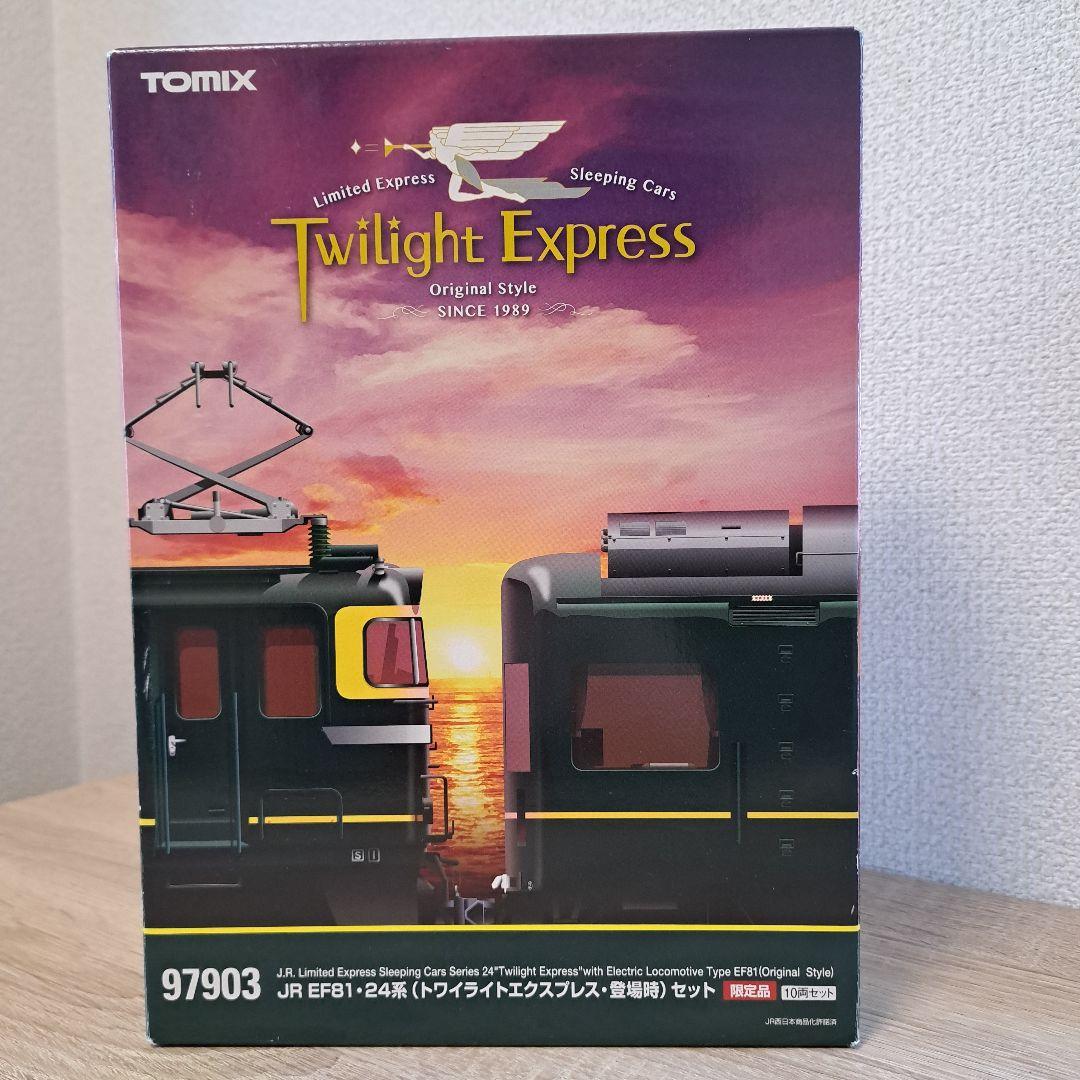 TOMIX
Limited Express Sleeping Cars
Twilight Express
Original Style
SINCE 1989
S I
97903
J.R. Limited Express Sleeping Cars Series 24"Twilight Express"with Electric Locomotive Type EF81(Original Style)
JR EF81・24系(トワイライトエクスプレス・登場時)セット 限定品 10両セット
JR西日本商品化許諾済